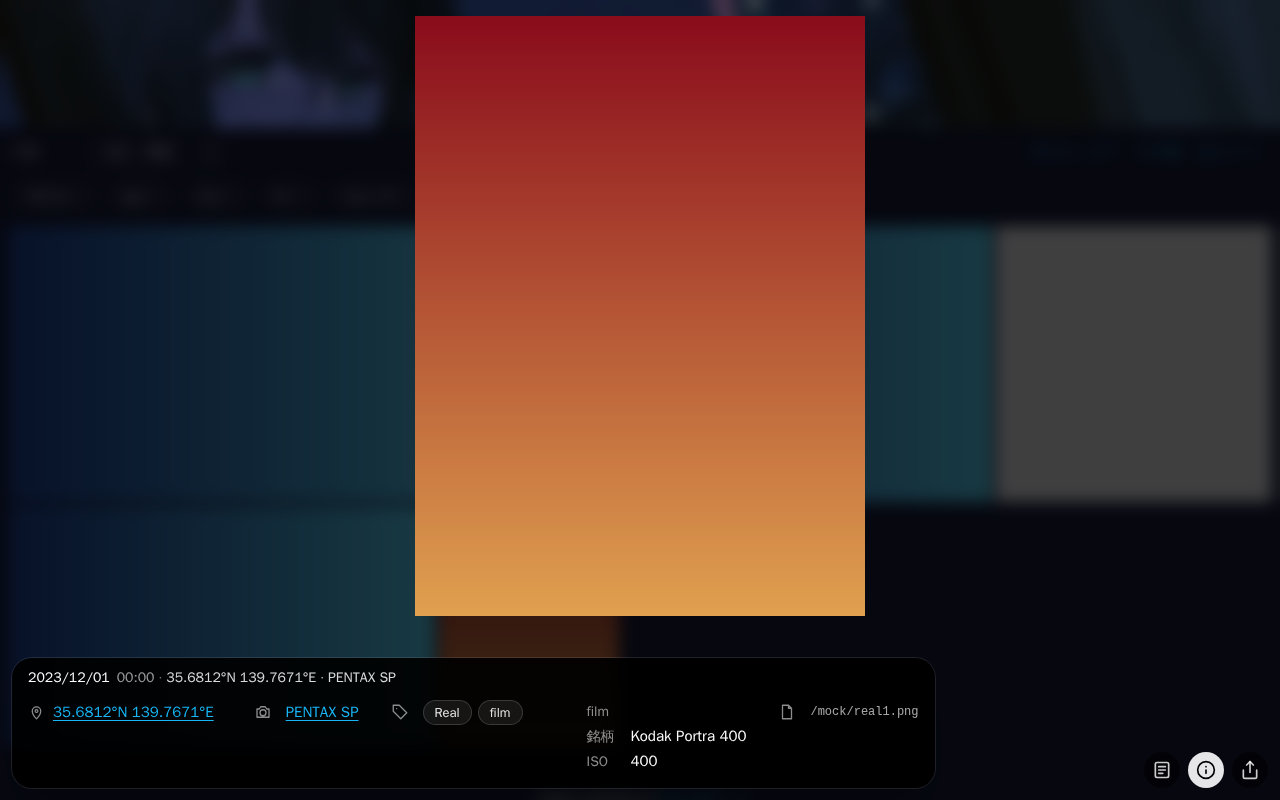 2023/12/01 00:00 · 35.6812°N 139.7671°E · PENTAX SP
35.6812°N 139.7671°E
PENTAX SP
Real film
film
銘柄 Kodak Portra 400
ISO 400
/mock/real1.png